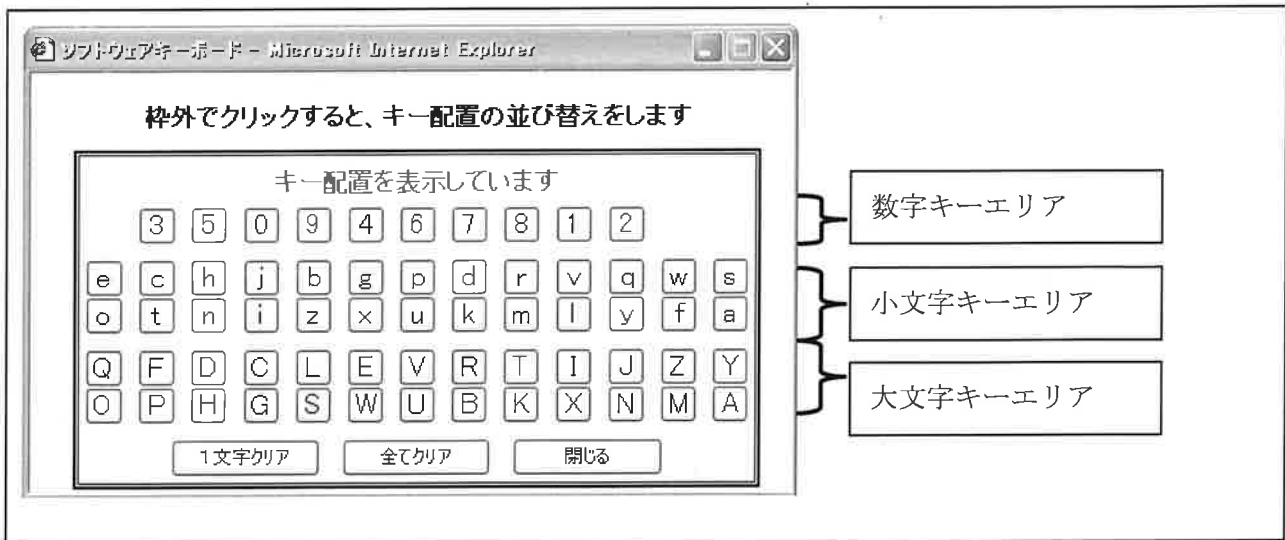 ソフトウェアキーボード - Microsoft Internet Explorer
枠外でクリックすると、キー配置の並び替えをします
キー配置を表示しています
3 5 0 9 4 6 7 8 1 2
e c h j b g p d r v q w s
o t n i z x u k m l y f a
Q F D C L E V R T I J Z Y
O P H G S W U B K X N M A
1文字クリア 全てクリア 閉じる
数字キーエリア
小文字キーエリア
大文字キーエリア